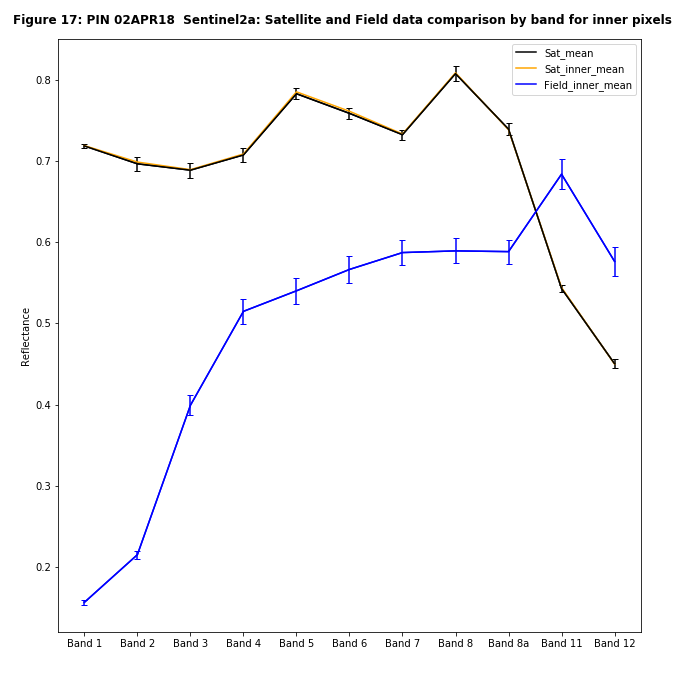 Figure 17: PIN 02APR18  Sentinel2a: Satellite and Field data comparison by band for inner pixels
Sat_mean
Sat_inner_mean
Field_inner_mean
0.8
0.7
0.6
0.5
0.4
0.3
0.2
Reflectance
Band 1 Band 2 Band 3 Band 4 Band 5 Band 6 Band 7 Band 8 Band 8a Band 11 Band 12